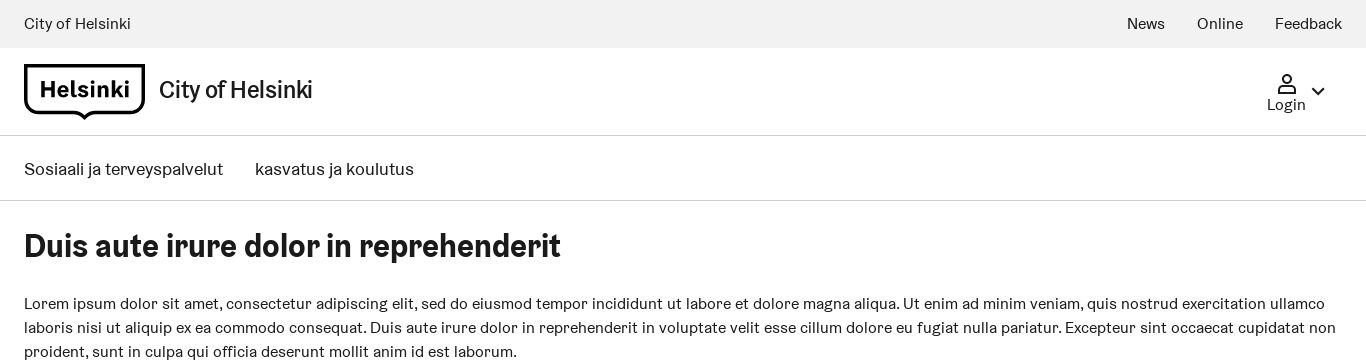 City of Helsinki News Online Feedback
Helsinki City of Helsinki
Login
Sosiaali ja terveyspalvelut kasvatus ja koulutus
Duis aute irure dolor in reprehenderit
Lorem ipsum dolor sit amet, consectetur adipiscing elit, sed do eiusmod tempor incididunt ut labore et dolore magna aliqua. Ut enim ad minim veniam, quis nostrud exercitation ullamco
laboris nisi ut aliquip ex ea commodo consequat. Duis aute irure dolor in reprehenderit in voluptate velit esse cillum dolore eu fugiat nulla pariatur. Excepteur sint occaecat cupidatat non
proident, sunt in culpa qui officia deserunt mollit anim id est laborum.